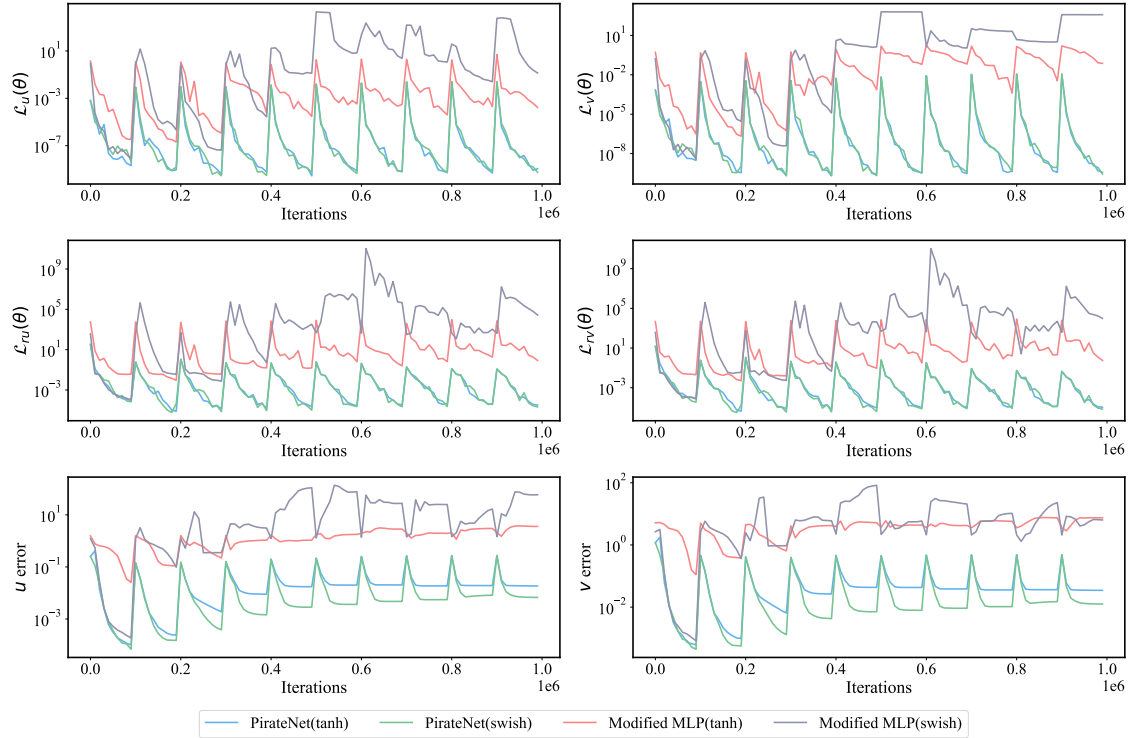 ℒu(θ)
10^1
10^-3
10^-7
0.0 0.2 0.4 0.6 0.8 1.0
Iterations
1e6
ℒv(θ)
10^1
10^-2
10^-5
10^-8
0.0 0.2 0.4 0.6 0.8 1.0
Iterations
1e6
ℒru(θ)
10^9
10^5
10^1
10^-3
0.0 0.2 0.4 0.6 0.8 1.0
Iterations
1e6
ℒrv(θ)
10^9
10^5
10^1
10^-3
0.0 0.2 0.4 0.6 0.8 1.0
Iterations
1e6
u error
10^1
10^-1
10^-3
0.0 0.2 0.4 0.6 0.8 1.0
Iterations
1e6
v error
10^2
10^0
10^-2
0.0 0.2 0.4 0.6 0.8 1.0
Iterations
1e6
PirateNet(tanh) PirateNet(swish) Modified MLP(tanh) Modified MLP(swish)